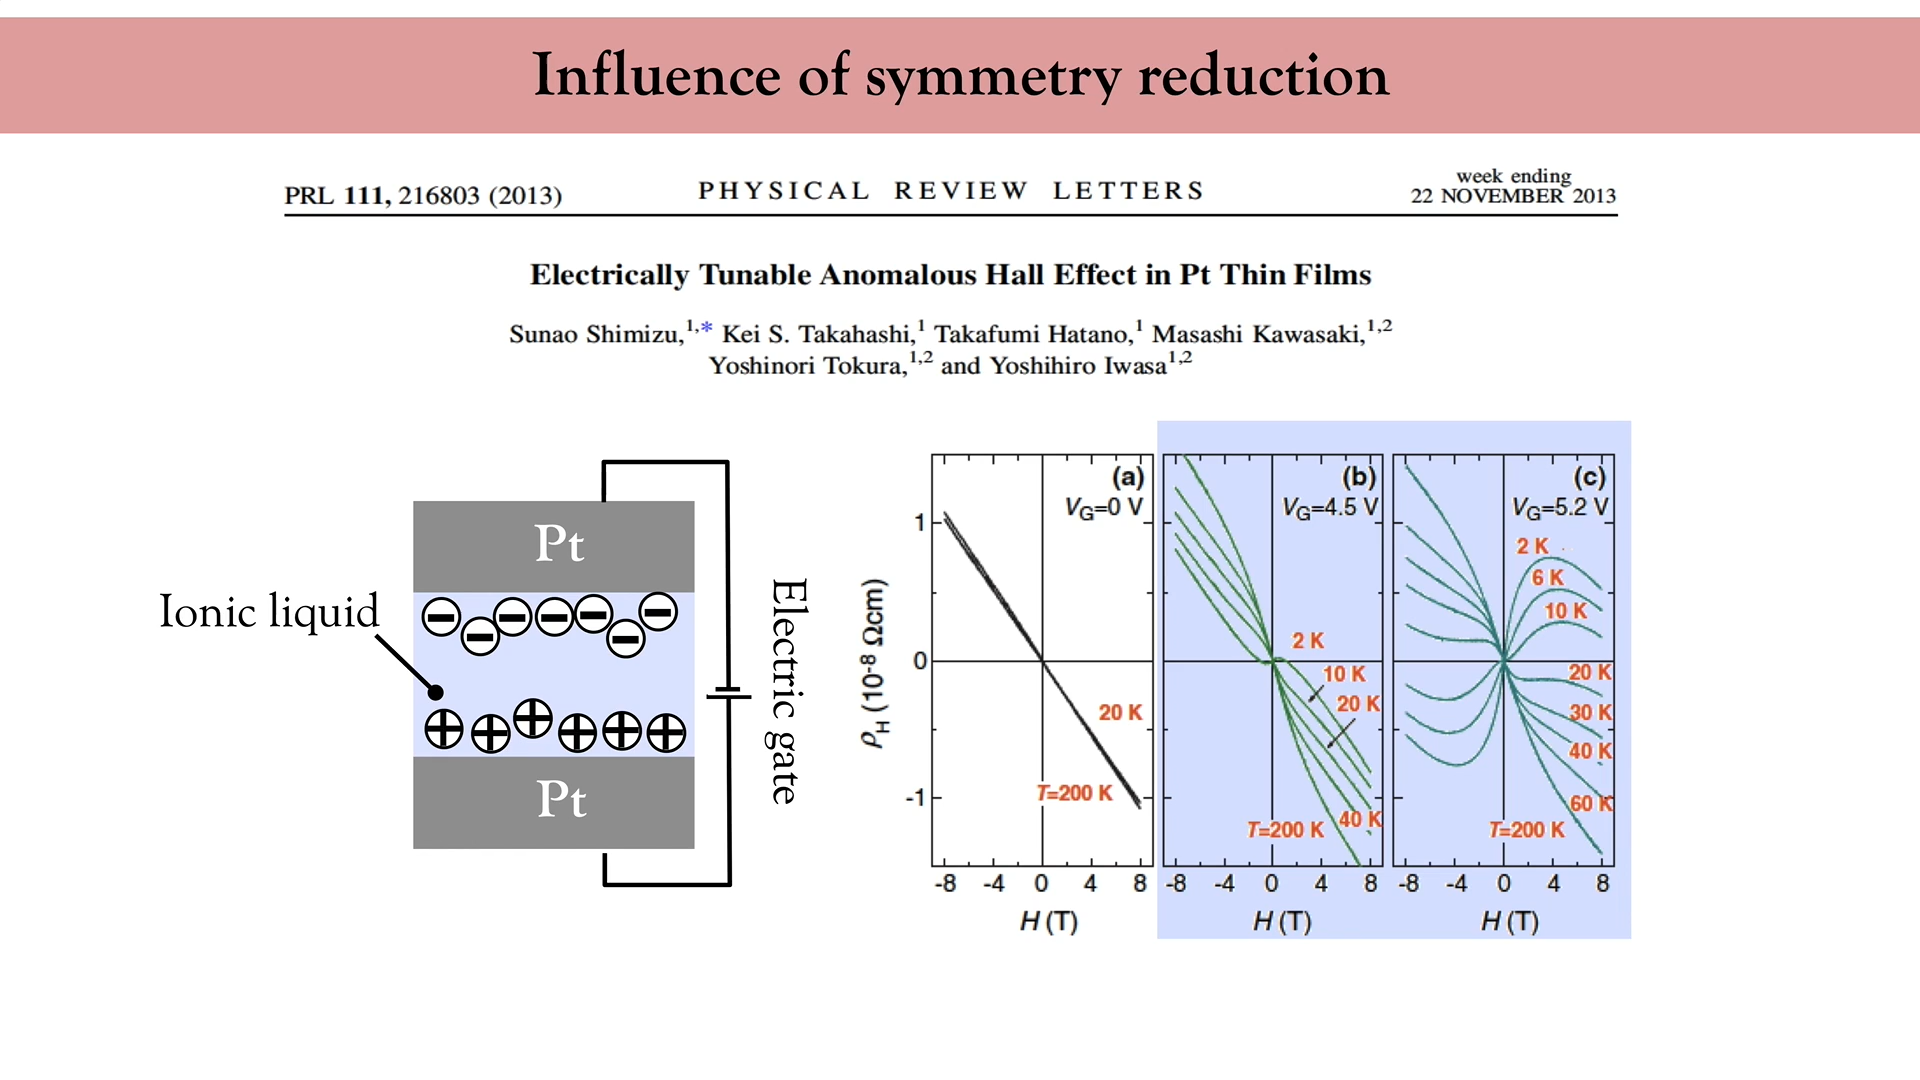 Influence of symmetry reduction
PRL 111, 216803 (2013)
PHYSICAL REVIEW LETTERS
week ending
22 NOVEMBER 2013
Electrically Tunable Anomalous Hall Effect in Pt Thin Films
Sunao Shimizu,1,* Kei S. Takahashi,1 Takafumi Hatano,1 Masashi Kawasaki,1,2
Yoshinori Tokura,1,2 and Yoshihiro Iwasa1,2
Pt
Ionic liquid
Pt
Electric gate
ρH (10-8 Ωcm)
1
0
-1
(a)
VG=0 V
20 K
T=200 K
-8 -4 0 4 8
H (T)
(b)
VG=4.5 V
2 K
10 K
20 K
40 K
T=200 K
-8 -4 0 4 8
H (T)
(c)
VG=5.2 V
2 K
6 K
10 K
20 K
30 K
40 K
60 K
T=200 K
-8 -4 0 4 8
H (T)